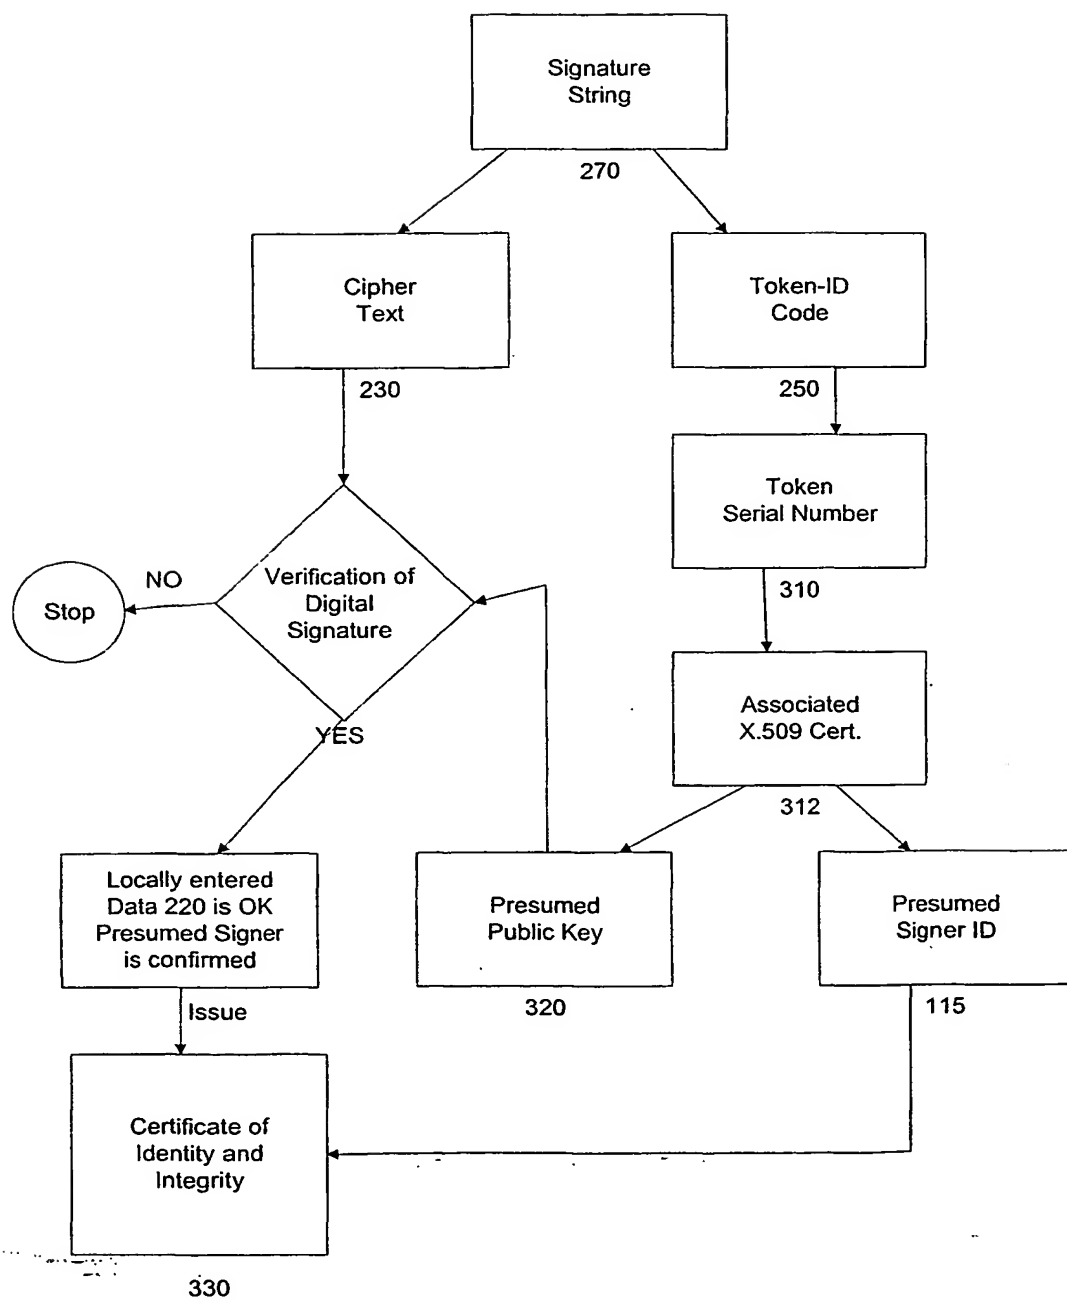 Signature
String
270
Cipher
Text
230
Token-ID
Code
250
Token
Serial Number
310
Verification of
Digital
Signature
NO
Stop
YES
Associated
X.509 Cert.
312
Locally entered
Data 220 is OK
Presumed Signer
is confirmed
Issue
Presumed
Public Key
320
Presumed
Signer ID
115
Certificate of
Identity and
Integrity
330